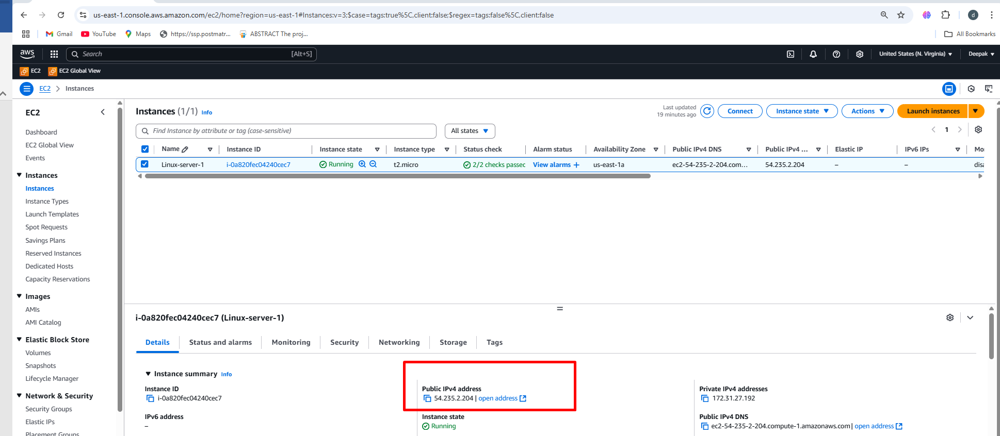 us-east-1.console.aws.amazon.com/ec2/home?region=us-east-1#Instances:v=3;$case=tags:true%5C,client:false;$regex=tags:false%5C,client:false
d
Gmail YouTube Maps https://ssp.postmatr... ABSTRACT The proj... All Bookmarks
aws Search [Alt+S] United States (N. Virginia) Deepak
EC2 EC2 Global View
EC2 Instances
EC2
Dashboard
EC2 Global View
Events
Instances
Instances
Instance Types
Launch Templates
Spot Requests
Savings Plans
Reserved Instances
Dedicated Hosts
Capacity Reservations
Images
AMIs
AMI Catalog
Elastic Block Store
Volumes
Snapshots
Lifecycle Manager
Network & Security
Security Groups
Elastic IPs
Placement Groups
Instances (1/1) Info
Last updated
19 minutes ago
Connect Instance state Actions Launch instances
Find Instance by attribute or tag (case-sensitive) All states 1
Name Instance ID Instance state Instance type Status check Alarm status Availability Zone Public IPv4 DNS Public IPv4 ... Elastic IP IPv6 IPs Mo
Linux-server-1 i-0a820fec04240cec7 Running t2.micro 2/2 checks passec View alarms + us-east-1a ec2-54-235-2-204.com... 54.235.2.204 – – disa
i-0a820fec04240cec7 (Linux-server-1)
Details Status and alarms Monitoring Security Networking Storage Tags
Instance summary Info
Instance ID
i-0a820fec04240cec7
IPv6 address
–
Public IPv4 address
54.235.2.204 | open address
Instance state
Running
Private IPv4 addresses
172.31.27.192
Public IPv4 DNS
ec2-54-235-2-204.compute-1.amazonaws.com | open address